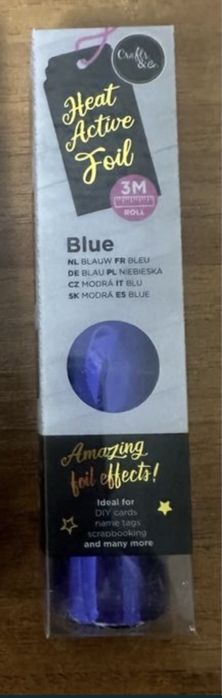 Crafts
& Co.
Heat
Active
Foil
3M
ROLL
Blue
NL BLAUW FR BLEU
DE BLAU PL NIEBIESKA
CZ MODRÁ IT BLU
SK MODRÁ ES BLUE
Amazing
foil effects!
Ideal for
DIY cards
name tags
scrapbooking
and many more